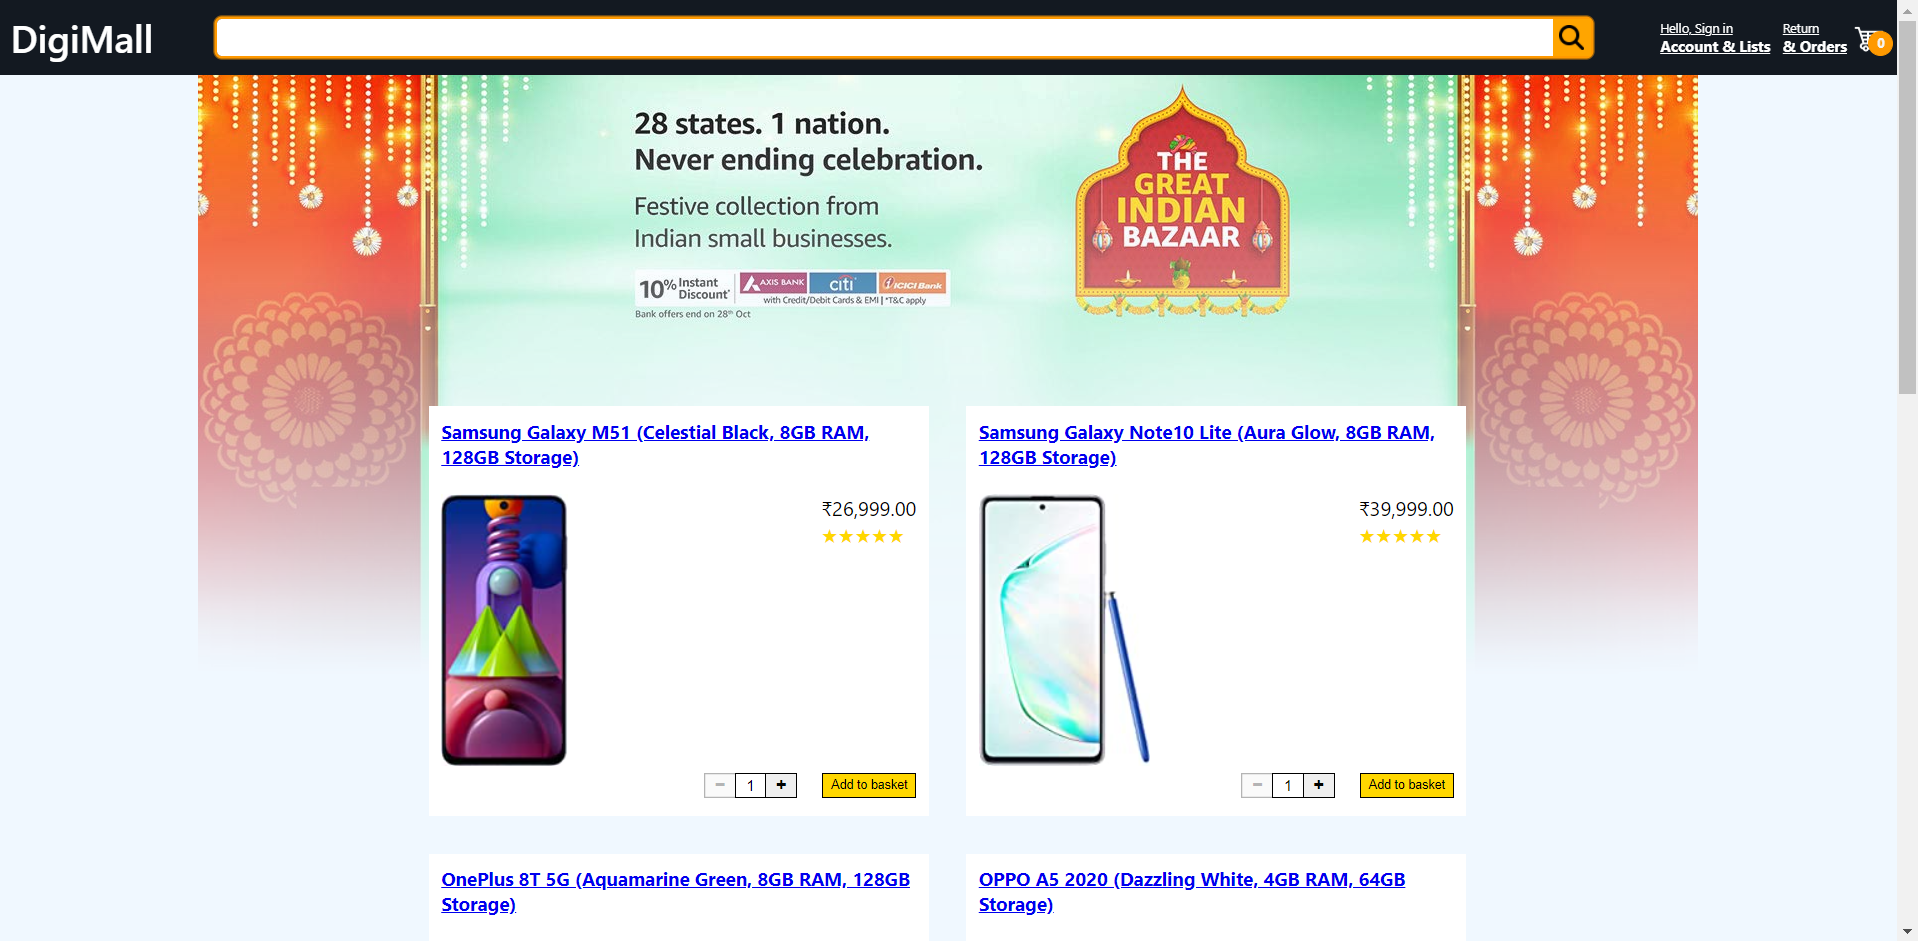 DigiMall
Hello, Sign in
Account & Lists
Return
& Orders
0
28 states. 1 nation.
Never ending celebration.
Festive collection from
Indian small businesses.
10% Instant Discount*
AXIS BANK
citi
ICICI Bank
with Credit/Debit Cards & EMI | *T&C apply
Bank offers end on 28th Oct
THE
GREAT
INDIAN
BAZAAR
Samsung Galaxy M51 (Celestial Black, 8GB RAM,
128GB Storage)
₹26,999.00
★★★★★
− 1 +
Add to basket
Samsung Galaxy Note10 Lite (Aura Glow, 8GB RAM,
128GB Storage)
₹39,999.00
★★★★★
− 1 +
Add to basket
OnePlus 8T 5G (Aquamarine Green, 8GB RAM, 128GB
Storage)
OPPO A5 2020 (Dazzling White, 4GB RAM, 64GB
Storage)